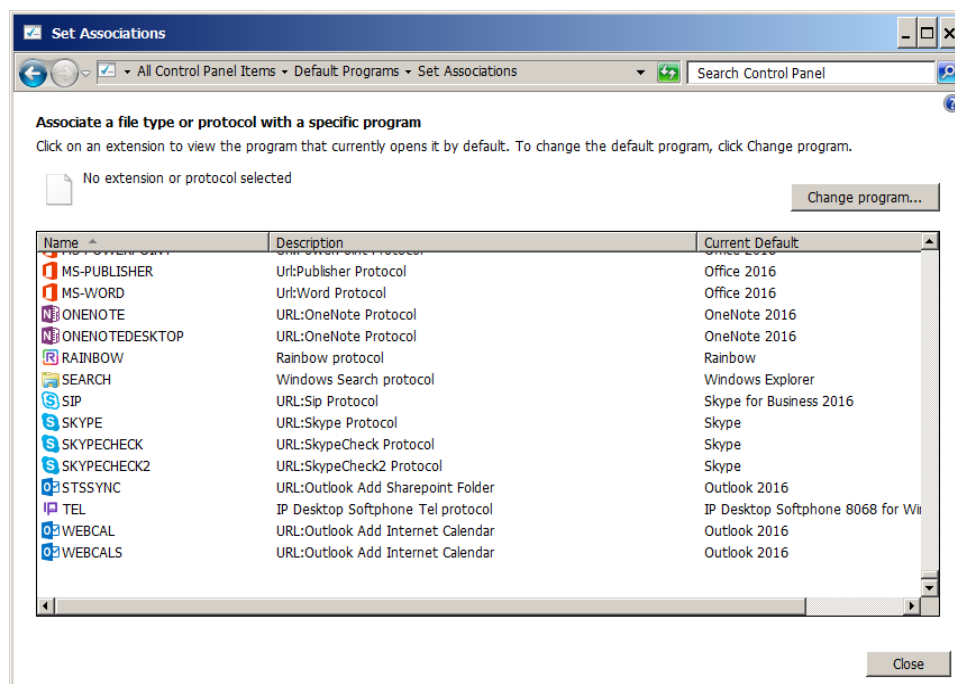 Set Associations
All Control Panel Items Default Programs Set Associations Search Control Panel
Associate a file type or protocol with a specific program
Click on an extension to view the program that currently opens it by default. To change the default program, click Change program.
No extension or protocol selected
Change program...
Name Description Current Default
MS-PUBLISHER Url:Publisher Protocol Office 2016
MS-WORD Url:Word Protocol Office 2016
ONENOTE URL:OneNote Protocol OneNote 2016
ONENOTEDESKTOP URL:OneNote Protocol OneNote 2016
RAINBOW Rainbow protocol Rainbow
SEARCH Windows Search protocol Windows Explorer
SIP URL:Sip Protocol Skype for Business 2016
SKYPE URL:Skype Protocol Skype
SKYPECHECK URL:SkypeCheck Protocol Skype
SKYPECHECK2 URL:SkypeCheck2 Protocol Skype
STSSYNC URL:Outlook Add Sharepoint Folder Outlook 2016
TEL IP Desktop Softphone Tel protocol IP Desktop Softphone 8068 for Wi
WEBCAL URL:Outlook Add Internet Calendar Outlook 2016
WEBCALS URL:Outlook Add Internet Calendar Outlook 2016
Close